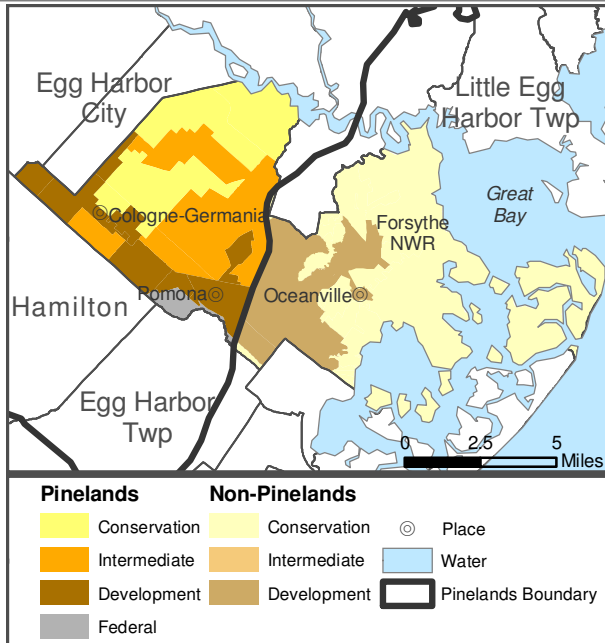 Egg Harbor
City
Little Egg
Harbor Twp
Great
Bay
Cologne-Germania
Forsythe
NWR
Pomona
Oceanville
Hamilton
Egg Harbor
Twp
0 2.5 5
Miles
Pinelands
Non-Pinelands
Conservation
Conservation
Place
Intermediate
Intermediate
Water
Development
Development
Pinelands Boundary
Federal